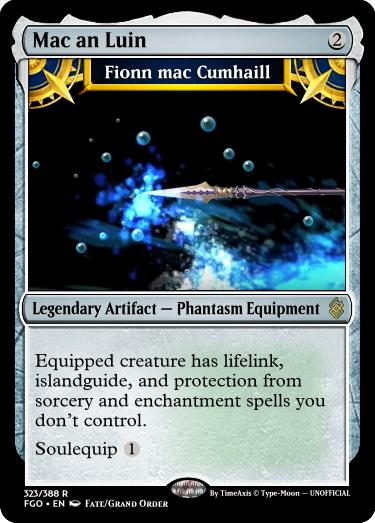 Mac an Luin 2
Fionn mac Cumhaill
Legendary Artifact — Phantasm Equipment
Equipped creature has lifelink,
islandguide, and protection from
sorcery and enchantment spells you
don't control.
Soulequip 1
323/388 R
FGO • EN Fate/Grand Order
By TimeAxis © Type-Moon — UNOFFICIAL